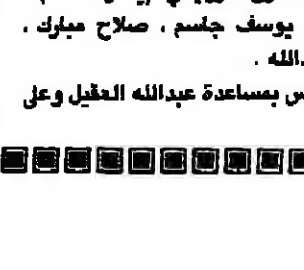 يوسف جاسم ، صلاح مبارك ،
الله .
بمساعدة عبدالله العقيل وعلى